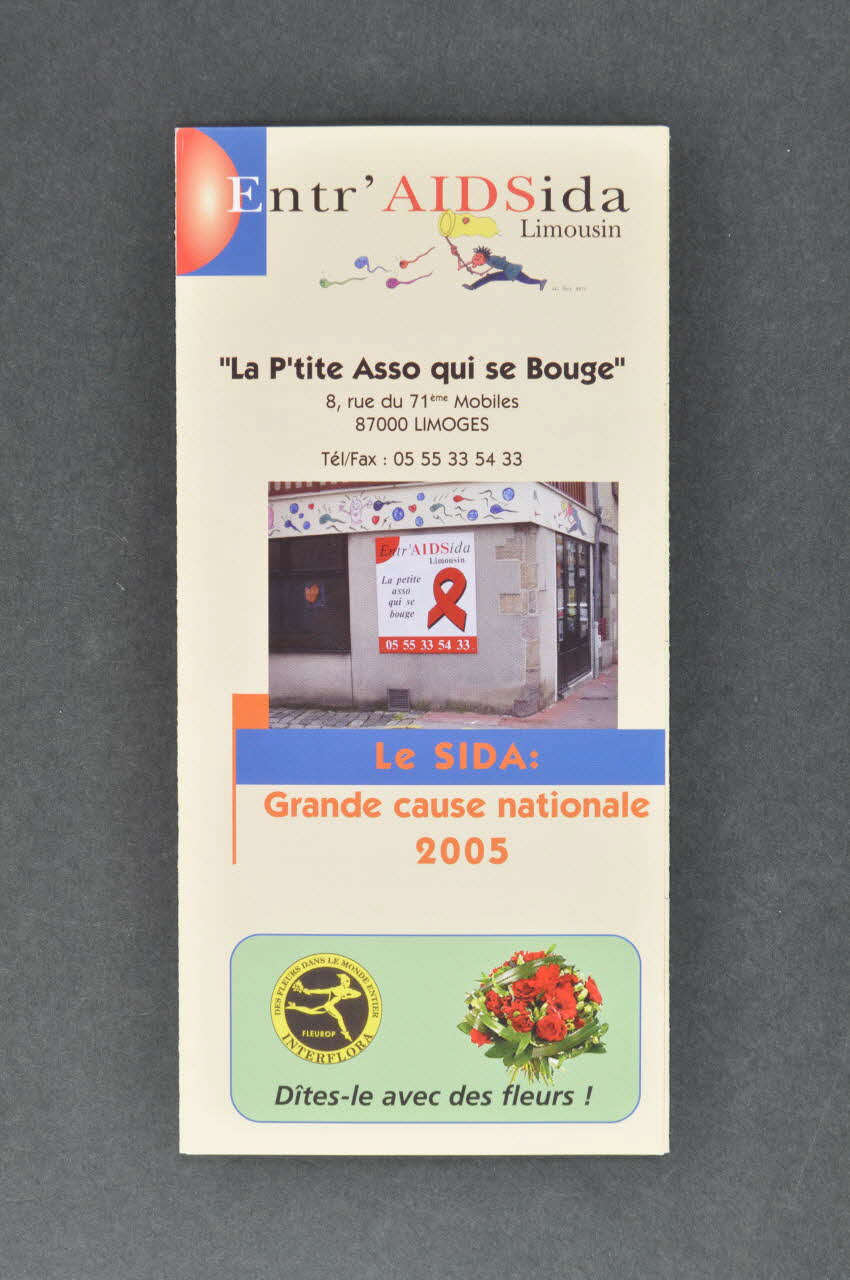 Entr'AIDSida
Limousin
"La P'tite Asso qui se Bouge"
8, rue du 71ème Mobiles
87000 LIMOGES
Tél/Fax : 05 55 33 54 33
Entr'AIDSida
Limousin
La petite
asso
qui se
bouge
05 55 33 54 33
Le SIDA:
Grande cause nationale
2005
DES FLEURS DANS LE MONDE ENTIER
FLEUROP
INTERFLORA
Dîtes-le avec des fleurs !